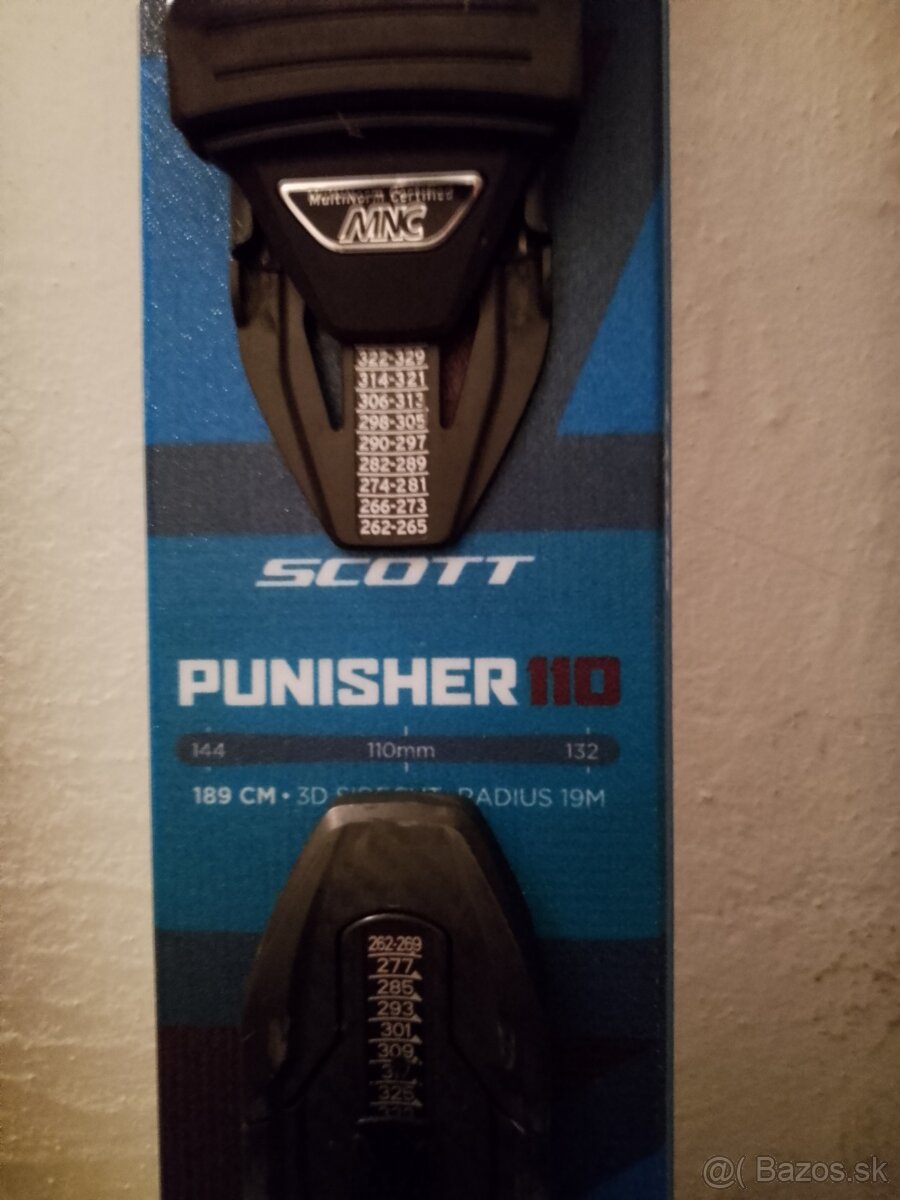 MultiNorm Certified
MNC
322-329
314-321
306-313
298-305
290-297
282-289
274-281
266-273
262-265
SCOTT
PUNISHER 110
144 110mm 132
189 CM • 3D SIDECUT • RADIUS 19M
262-269
277
285
293
301
309
317
325
@( Bazos.sk